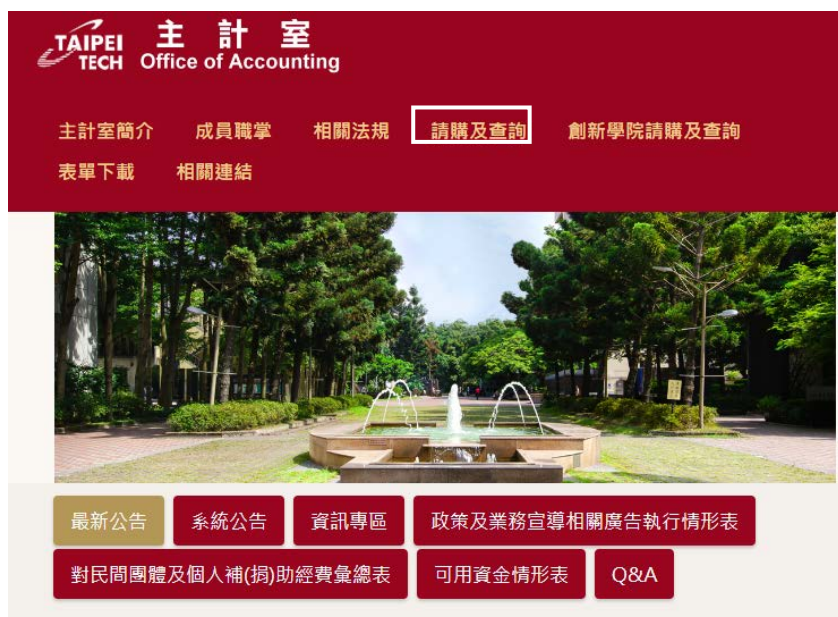 TAIPEI TECH 主計室
Office of Accounting
主計室簡介 成員職掌 相關法規 請購及查詢 創新學院請購及查詢
表單下載 相關連結
最新公告 系統公告 資訊專區 政策及業務宣導相關廣告執行情形表
對民間團體及個人補(捐)助經費彙總表 可用資金情形表 Q&A